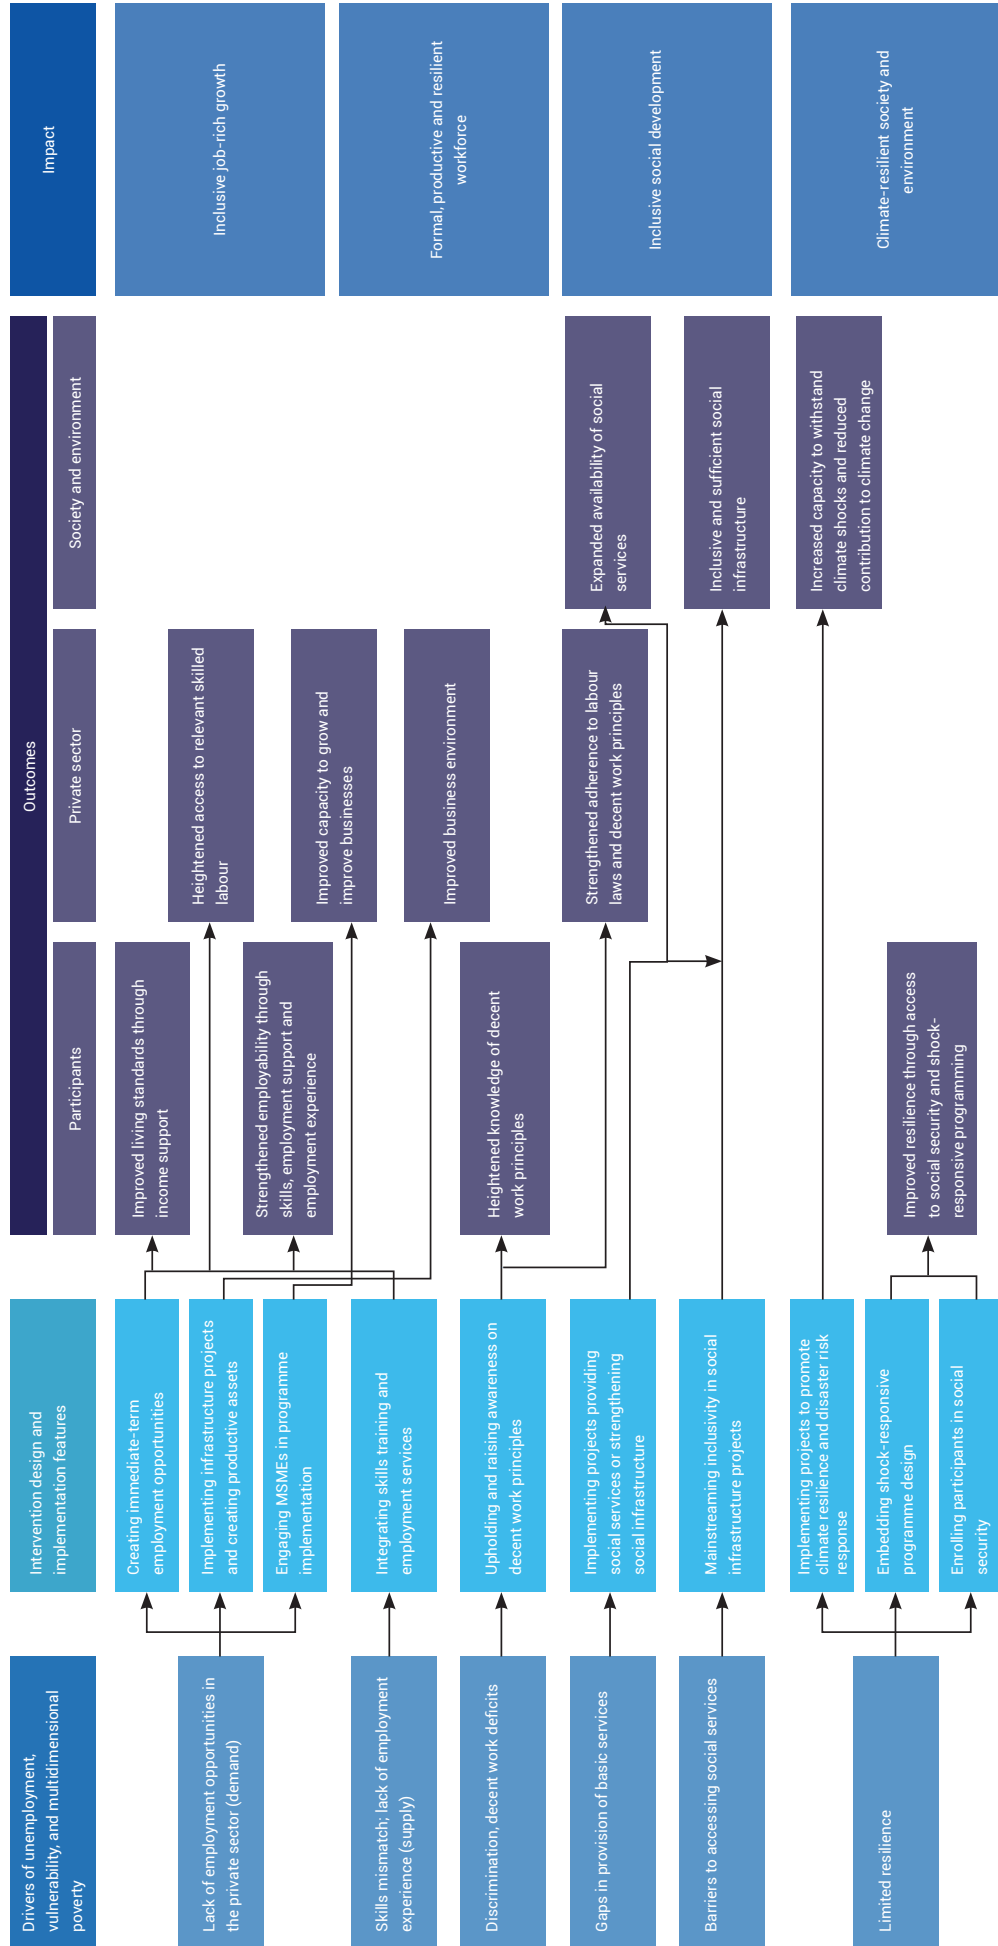 Drivers of unemployment,
vulnerability, and multidimensional
poverty
Intervention design and
implementation features
Outcomes
Participants
Private sector
Society and environment
Impact
Lack of employment opportunities in
the private sector (demand)
Skills mismatch; lack of employment
experience (supply)
Discrimination, decent work deficits
Gaps in provision of basic services
Barriers to accessing social services
Limited resilience
Creating immediate-term
employment opportunities
Implementing infrastructure projects
and creating productive assets
Engaging MSMEs in programme
implementation
Integrating skills training and
employment services
Upholding and raising awareness on
decent work principles
Implementing projects providing
social services or strengthening
social infrastructure
Mainstreaming inclusivity in social
infrastructure projects
Implementing projects to promote
climate resilience and disaster risk
response
Embedding shock-responsive
programme design
Enrolling participants in social
security
Improved living standards through
income support
Strengthened employability through
skills, employment support and
employment experience
Heightened knowledge of decent
work principles
Improved resilience through access
to social security and shock-
responsive programming
Heightened access to relevant skilled
labour
Improved capacity to grow and
improve businesses
Improved business environment
Strengthened adherence to labour
laws and decent work principles
Expanded availability of social
services
Inclusive and sufficient social
infrastructure
Increased capacity to withstand
climate shocks and reduced
contribution to climate change
Inclusive job-rich growth
Formal, productive and resilient
workforce
Inclusive social development
Climate-resilient society and
environment